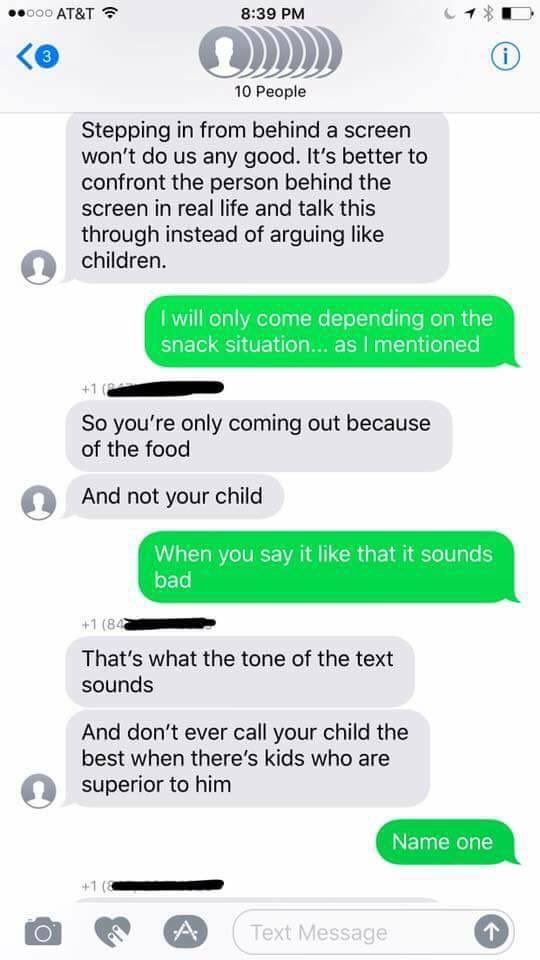 AT&T
8:39 PM
3
10 People
Stepping in from behind a screen
won't do us any good. It's better to
confront the person behind the
screen in real life and talk this
through instead of arguing like
children.
I will only come depending on the
snack situation... as I mentioned
+1 (
So you're only coming out because
of the food
And not your child
When you say it like that it sounds
bad
+1 (84
That's what the tone of the text
sounds
And don't ever call your child the
best when there's kids who are
superior to him
Name one
+1 (
Text Message